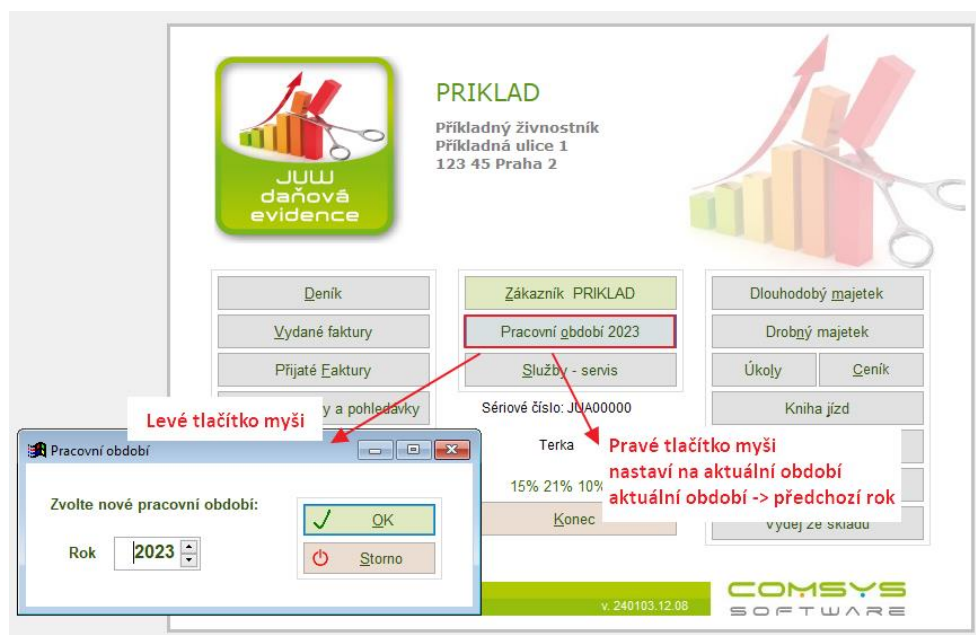 PRIKLAD
Příkladný živnostník
Příkladná ulice 1
123 45 Praha 2
JUW
daňová
evidence
Deník
Vydané faktury
Přijaté Faktury
y a pohledávky
Zákazník PRIKLAD
Pracovní období 2023
Služby - servis
Sériové číslo: JUA00000
Terka
15% 21% 10%
Konec
Dlouhodobý majetek
Drobný majetek
Úkoly
Ceník
Kniha jízd
Výdej ze skladu
Levé tlačítko myši
Pravé tlačítko myši
nastaví na aktuální období
aktuální období -> předchozí rok
Pracovní období
Zvolte nové pracovní období:
Rok 2023
OK
Storno
v. 240103.12.08
COMSYS
SOFTWARE